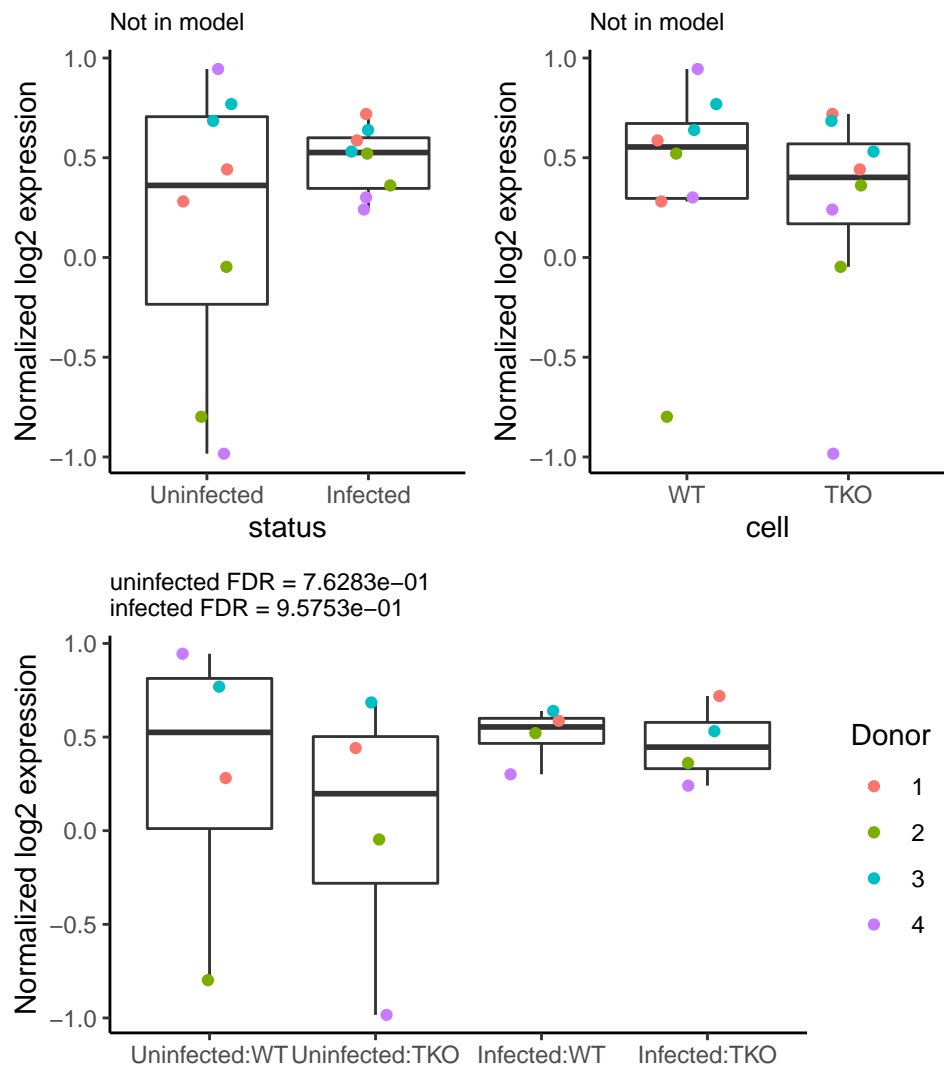 Not in model
Normalized log2 expression
1.0
0.5
0.0
−0.5
−1.0
Uninfected Infected
status
Not in model
Normalized log2 expression
1.0
0.5
0.0
−0.5
−1.0
WT TKO
cell
uninfected FDR = 7.6283e−01
infected FDR = 9.5753e−01
Normalized log2 expression
1.0
0.5
0.0
−0.5
−1.0
Uninfected:WT Uninfected:TKO Infected:WT Infected:TKO
Donor
1
2
3
4